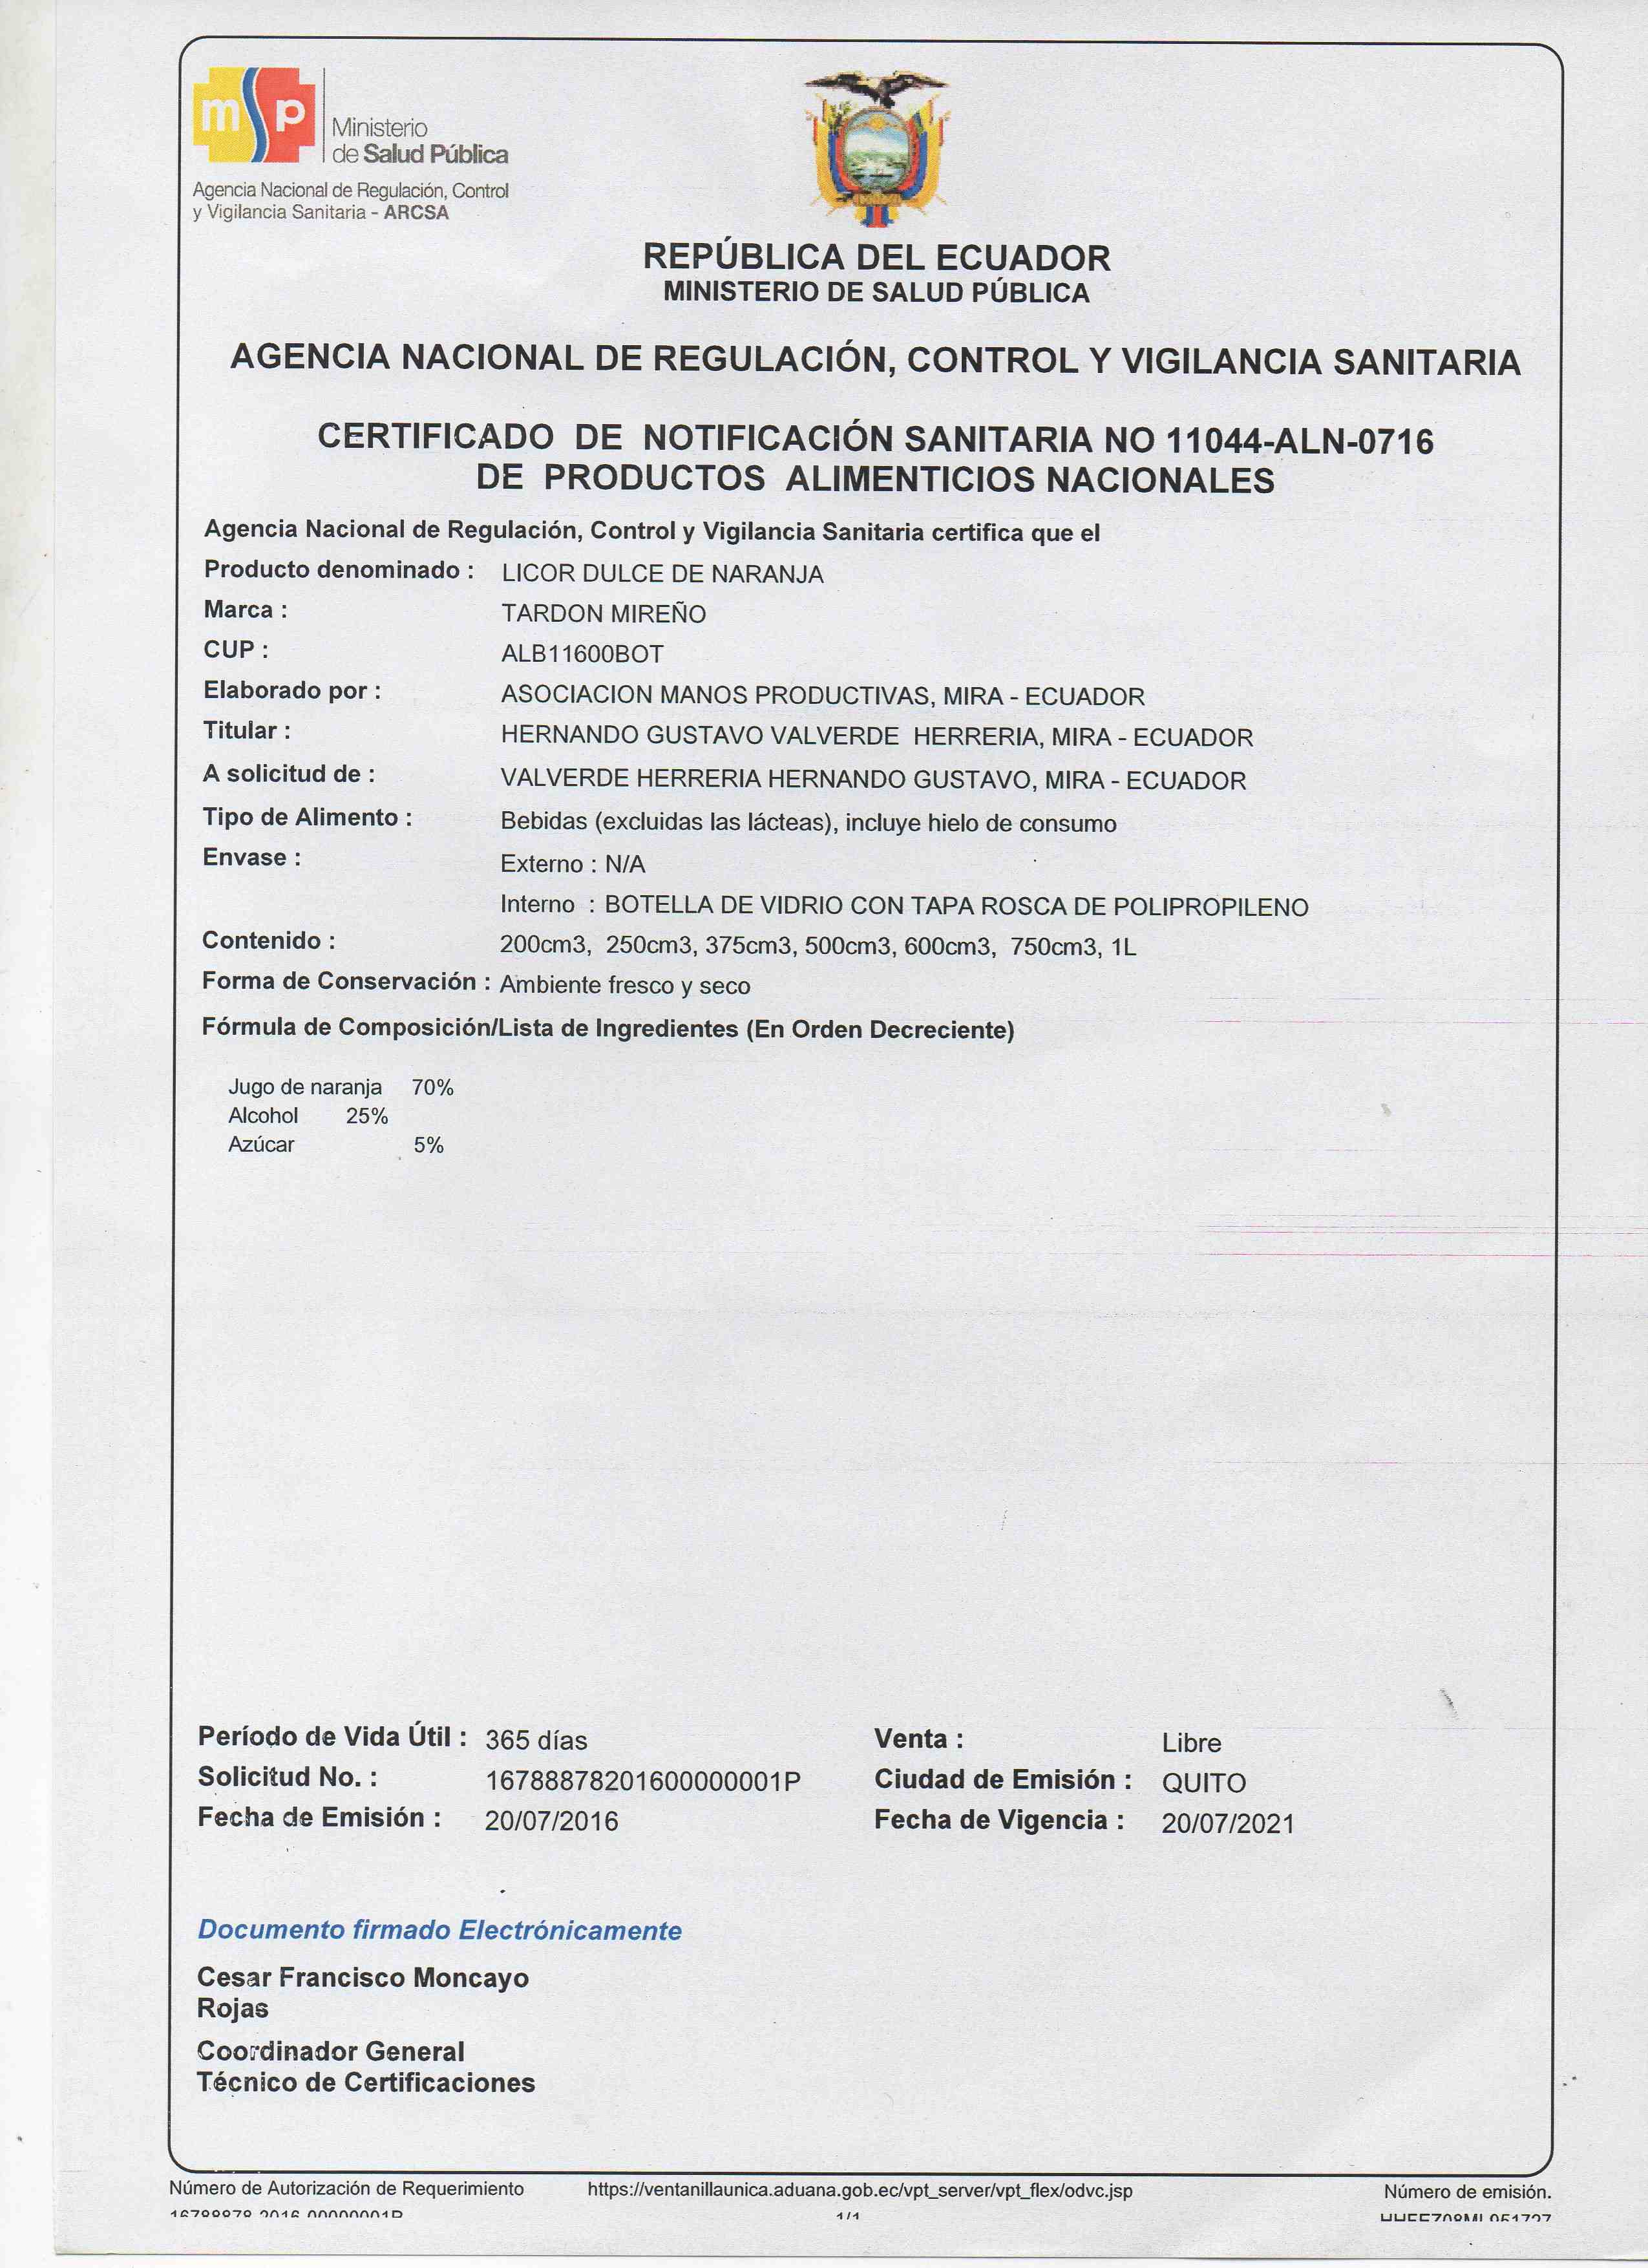 msp
Ministerio
de Salud Pública
Agencia Nacional de Regulación, Control
y Vigilancia Sanitaria - ARCSA
REPÚBLICA DEL ECUADOR
MINISTERIO DE SALUD PÚBLICA
AGENCIA NACIONAL DE REGULACIÓN, CONTROL Y VIGILANCIA SANITARIA
CERTIFICADO DE NOTIFICACIÓN SANITARIA NO 11044-ALN-0716
DE PRODUCTOS ALIMENTICIOS NACIONALES
Agencia Nacional de Regulación, Control y Vigilancia Sanitaria certifica que el
Producto denominado : LICOR DULCE DE NARANJA
Marca : TARDON MIREÑO
CUP : ALB11600BOT
Elaborado por : ASOCIACION MANOS PRODUCTIVAS, MIRA - ECUADOR
Titular : HERNANDO GUSTAVO VALVERDE HERRERIA, MIRA - ECUADOR
A solicitud de : VALVERDE HERRERIA HERNANDO GUSTAVO, MIRA - ECUADOR
Tipo de Alimento : Bebidas (excluidas las lácteas), incluye hielo de consumo
Envase : Externo : N/A
Interno : BOTELLA DE VIDRIO CON TAPA ROSCA DE POLIPROPILENO
Contenido : 200cm3, 250cm3, 375cm3, 500cm3, 600cm3, 750cm3, 1L
Forma de Conservación : Ambiente fresco y seco
Fórmula de Composición/Lista de Ingredientes (En Orden Decreciente)
Jugo de naranja 70%
Alcohol 25%
Azúcar 5%
Período de Vida Útil : 365 días Venta : Libre
Solicitud No. : 16788878201600000001P Ciudad de Emisión : QUITO
Fecha de Emisión : 20/07/2016 Fecha de Vigencia : 20/07/2021
Documento firmado Electrónicamente
Cesar Francisco Moncayo
Rojas
Coordinador General
Técnico de Certificaciones
Número de Autorización de Requerimiento https://ventanillaunica.aduana.gob.ec/vpt_server/vpt_flex/odvc.jsp Número de emisión.
1/1